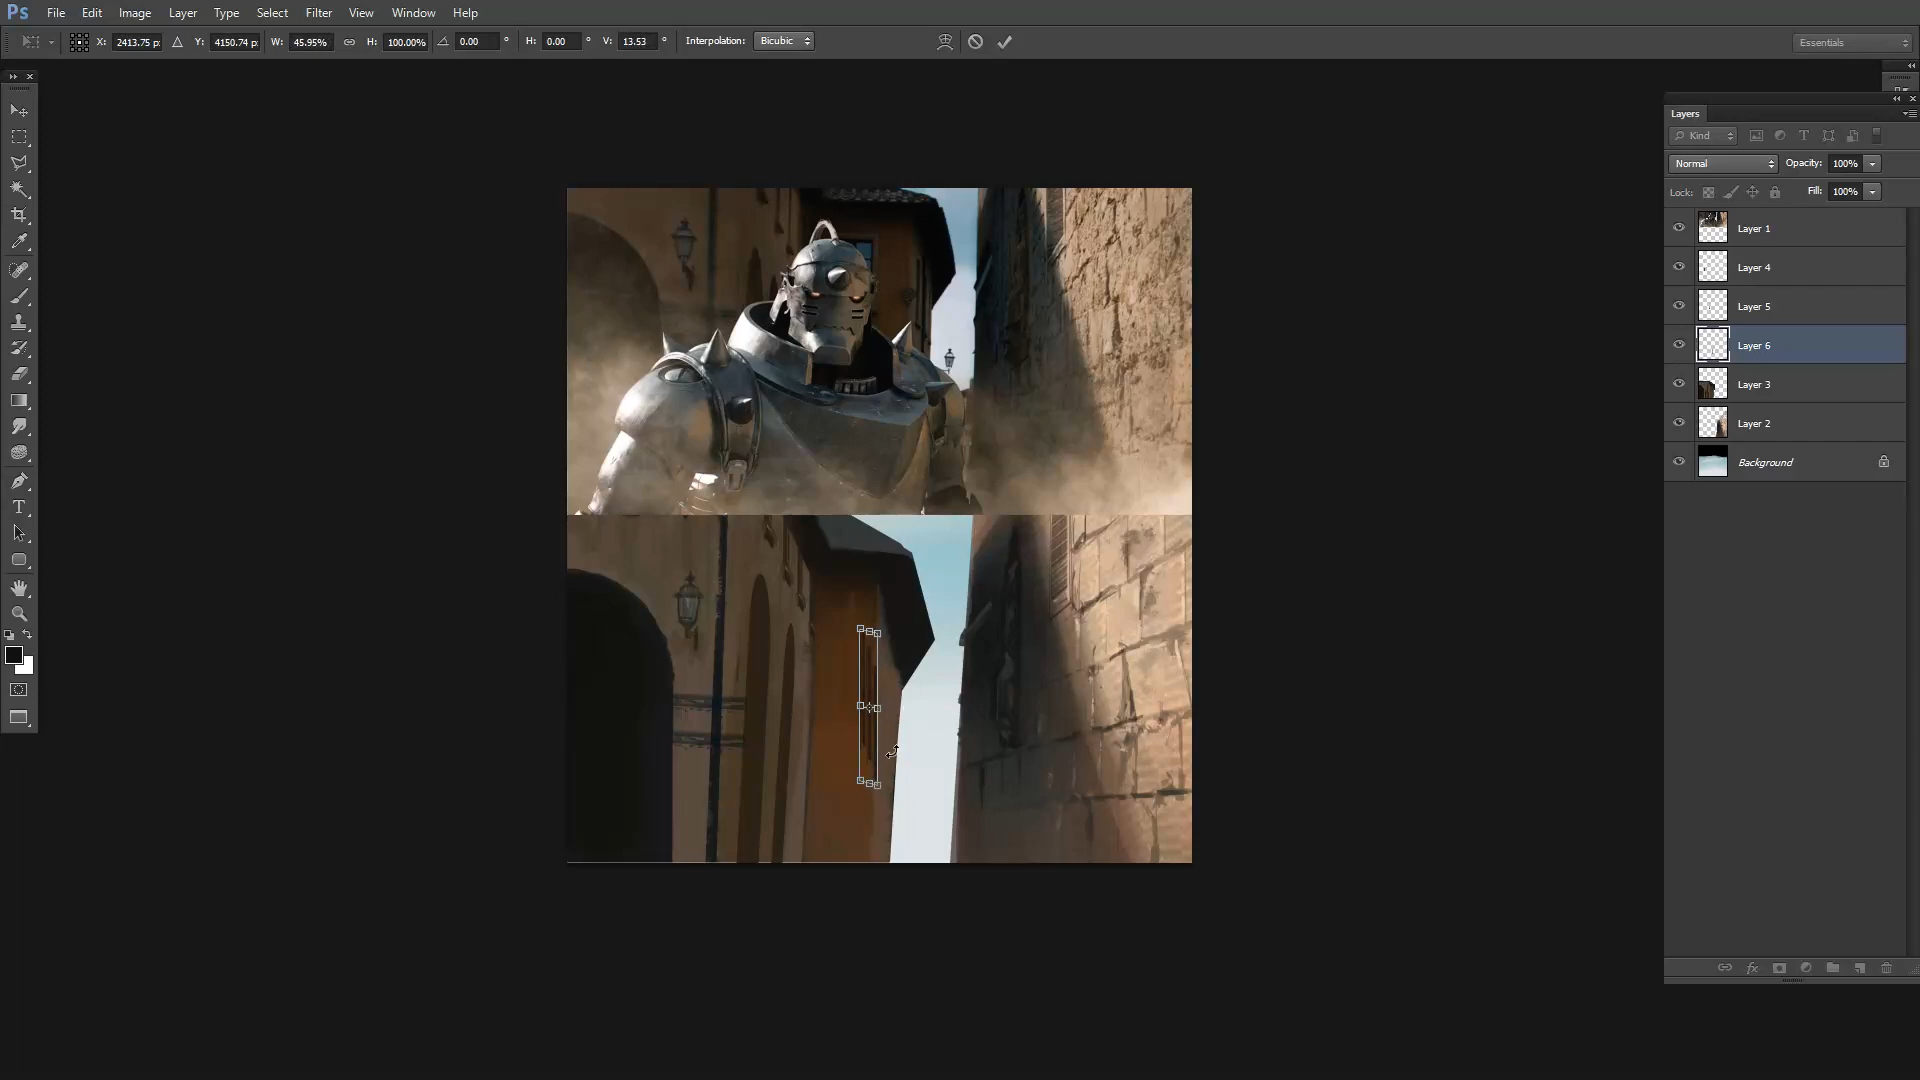 Ps File Edit Image Layer Type Select Filter View Window Help
X: 2413.75 p: Y: 4150.74 p: W: 45.95% H: 100.00% 0.00 ° H: 0.00 ° V: 13.53 ° Interpolation: Bicubic Essentials
Layers
Kind
Normal Opacity: 100%
Lock: Fill: 100%
Layer 1
Layer 4
Layer 5
Layer 6
Layer 3
Layer 2
Background